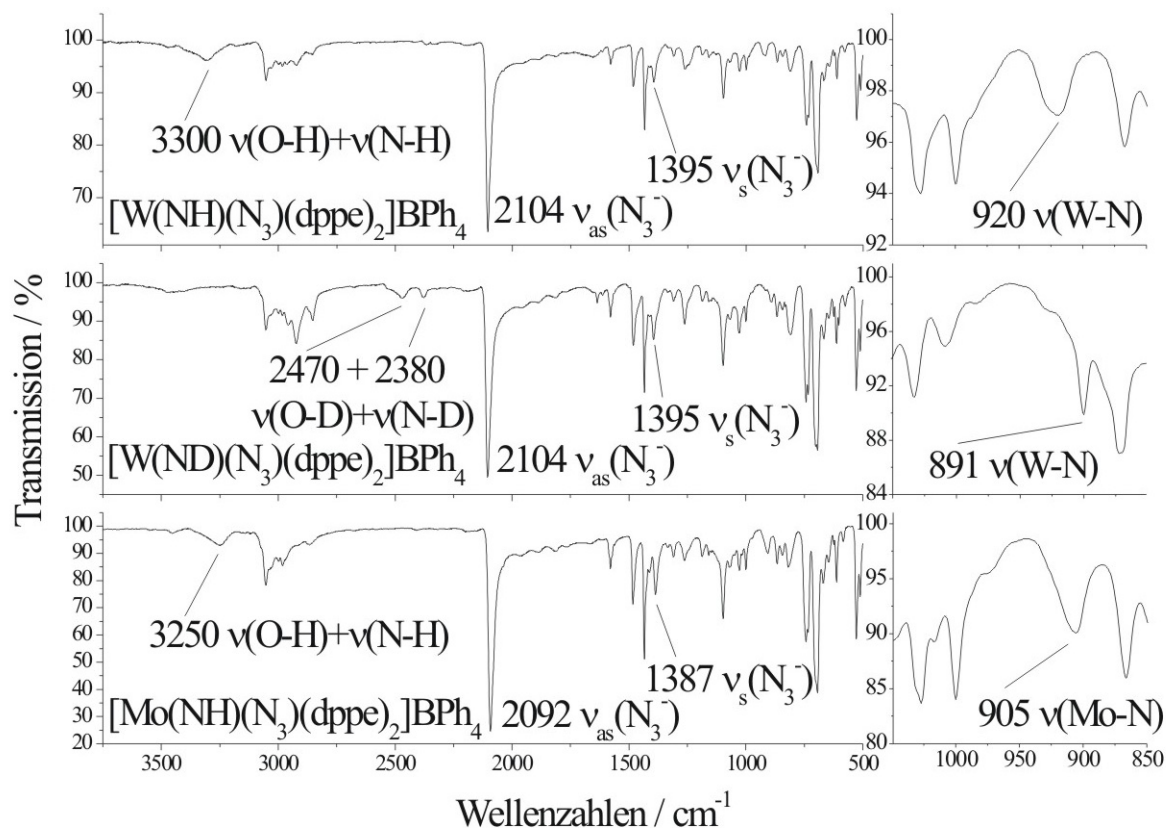 100
90
80
70
3300 ν(O-H)+ν(N-H)
[W(NH)(N₃)(dppe)₂]BPh₄
2104 νas(N₃⁻)
1395 νs(N₃⁻)
100
98
96
94
92
920 ν(W-N)
Transmission / %
100
90
80
70
60
50
2470 + 2380
ν(O-D)+ν(N-D)
[W(ND)(N₃)(dppe)₂]BPh₄
2104 νas(N₃⁻)
1395 νs(N₃⁻)
100
96
92
88
84
891 ν(W-N)
100
90
80
70
60
50
40
30
20
3250 ν(O-H)+ν(N-H)
[Mo(NH)(N₃)(dppe)₂]BPh₄
2092 νas(N₃⁻)
1387 νs(N₃⁻)
100
95
90
85
80
905 ν(Mo-N)
3500 3000 2500 2000 1500 1000 500
1000 950 900 850
Wellenzahlen / cm⁻¹